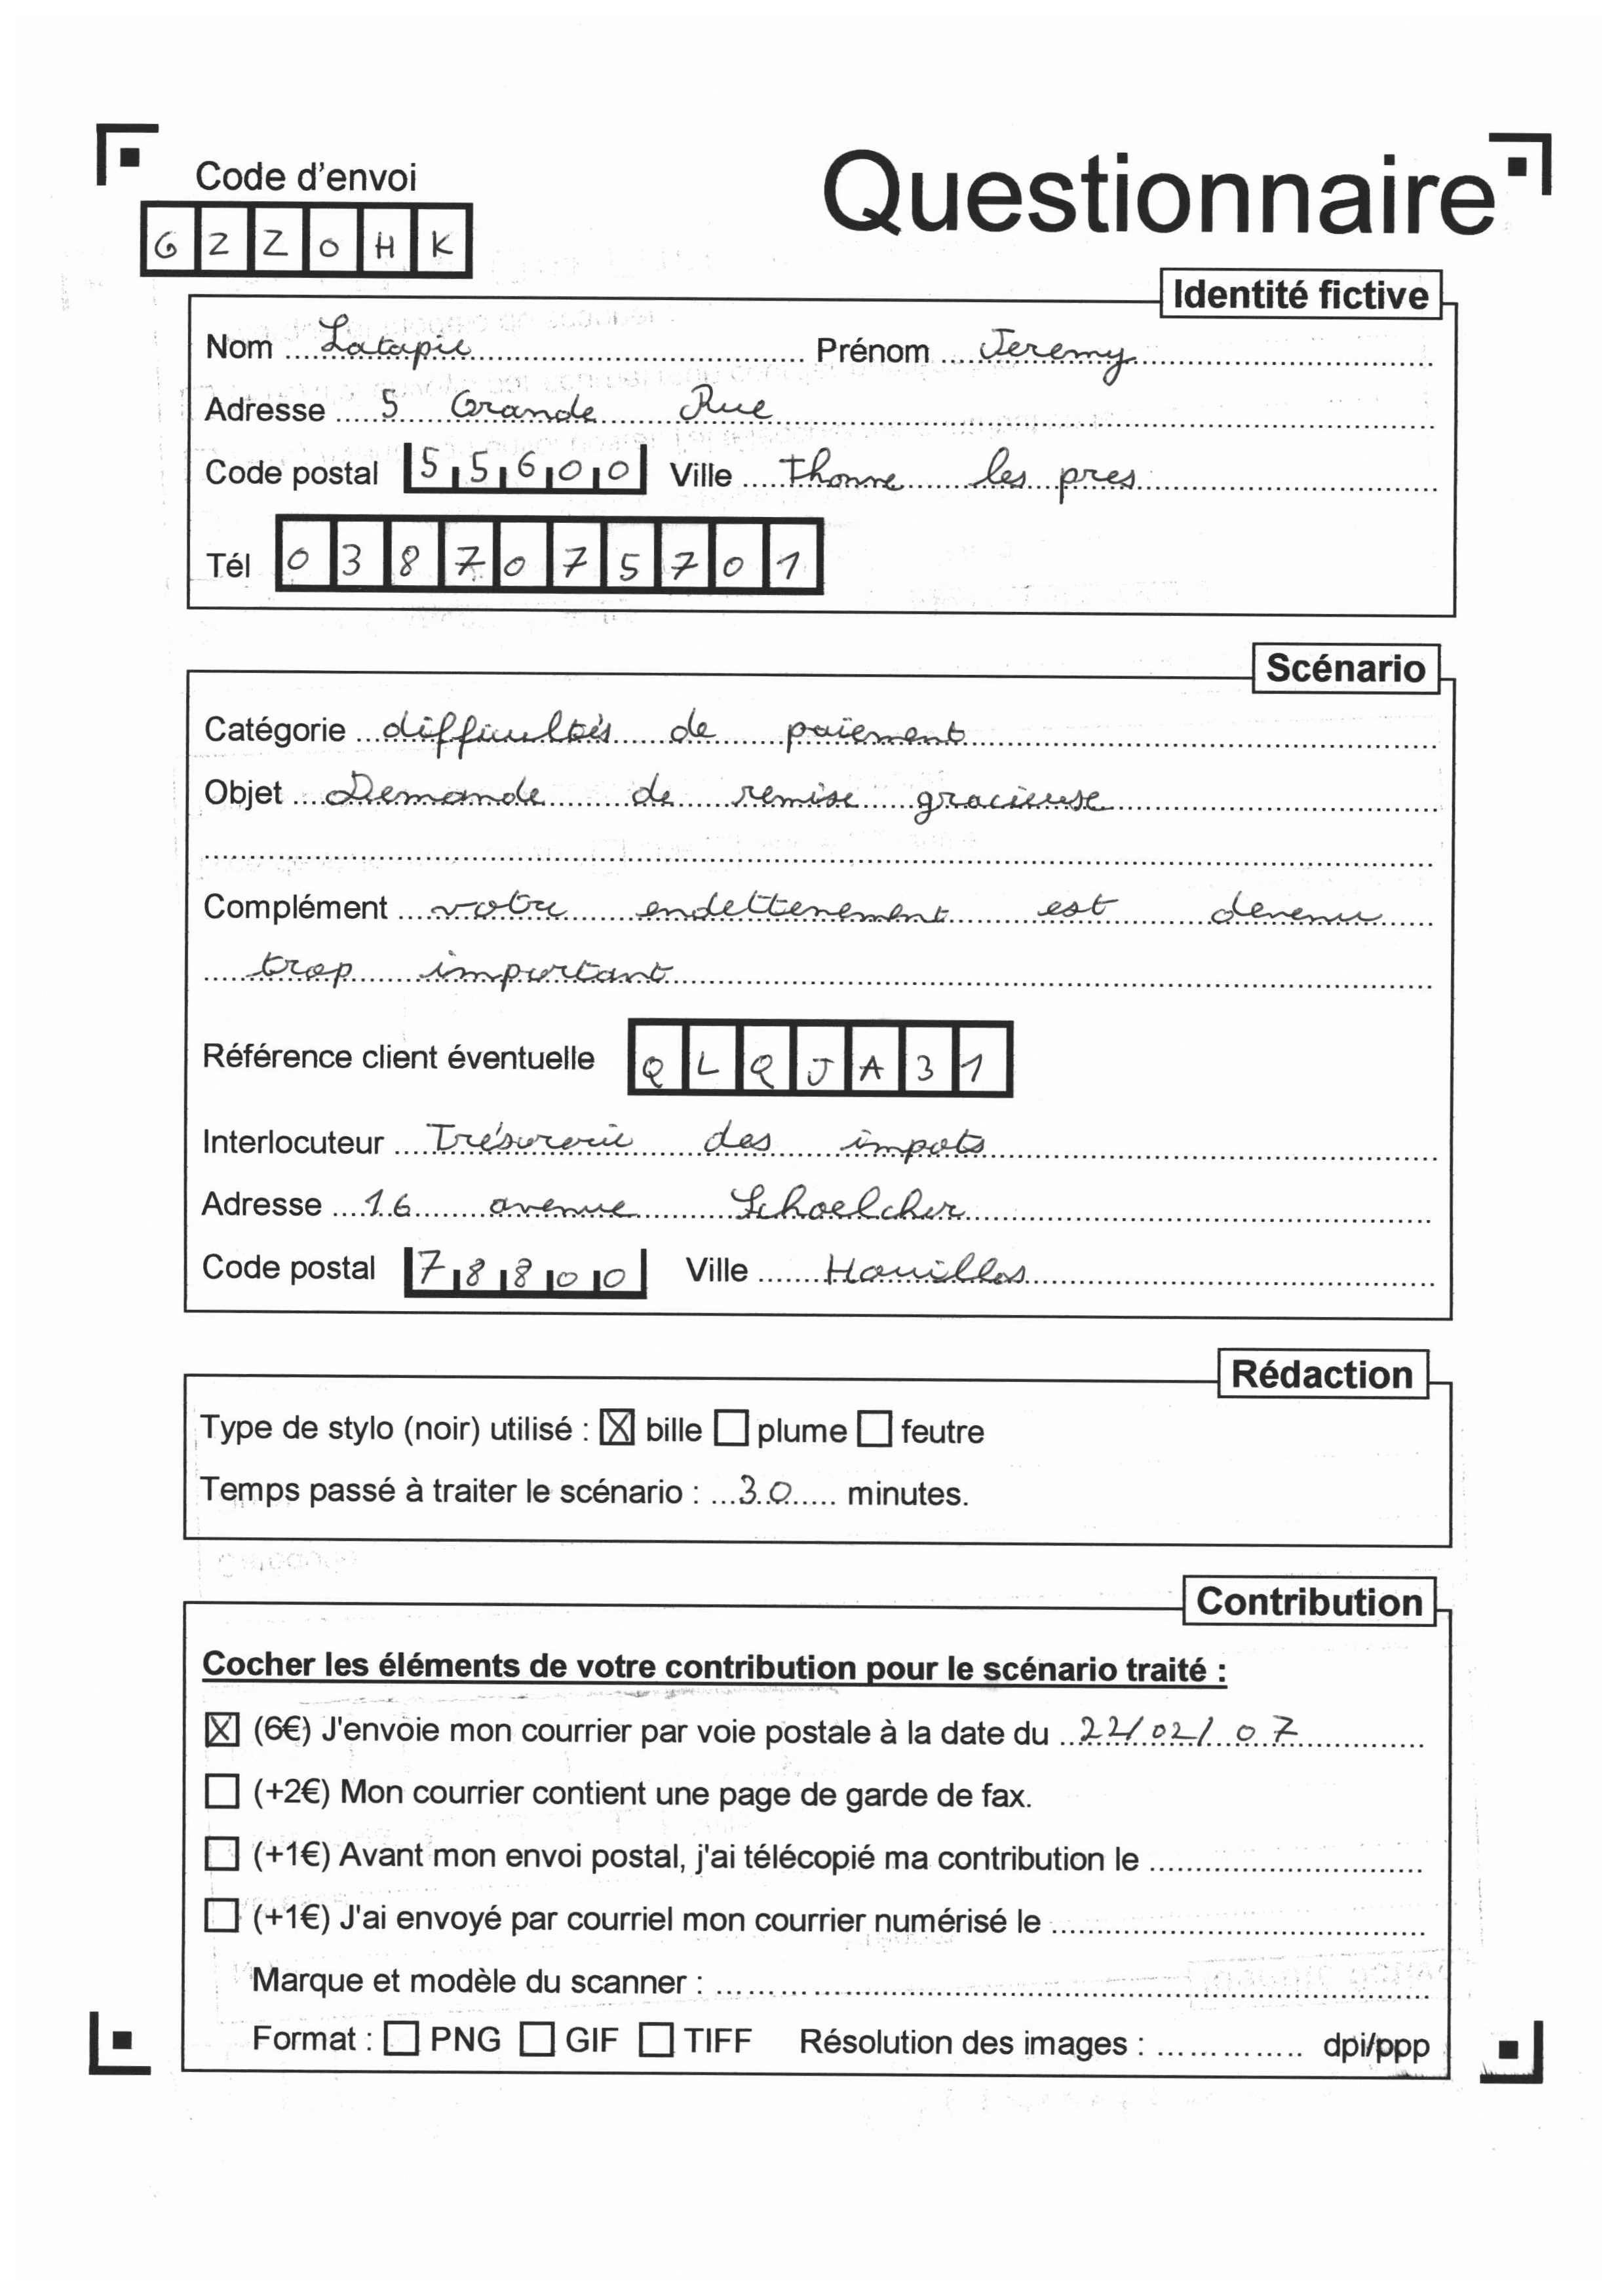 Code d'envoi
Questionnaire
G Z Z O H K
Identité fictive
Nom Latapie Prénom Jeremy
Adresse 5 Grande Rue
Code postal 55600 Ville Thonne les pres
Tél 0387075701
Scénario
Catégorie difficultés de paiement
Objet Demande de remise gracieuse
Complément votre endettenement est devenu
trop important
Référence client éventuelle QLQJA31
Interlocuteur Trésorerie des impots
Adresse 16 avenue Schoelcher
Code postal 78800 Ville Houilles
Rédaction
Type de stylo (noir) utilisé : ☒ bille ☐ plume ☐ feutre
Temps passé à traiter le scénario : 30 minutes.
Contribution
Cocher les éléments de votre contribution pour le scénario traité :
☒ (6€) J'envoie mon courrier par voie postale à la date du 22/02/07
☐ (+2€) Mon courrier contient une page de garde de fax.
☐ (+1€) Avant mon envoi postal, j'ai télécopié ma contribution le
☐ (+1€) J'ai envoyé par courriel mon courrier numérisé le
Marque et modèle du scanner :
Format : ☐ PNG ☐ GIF ☐ TIFF Résolution des images : dpi/ppp